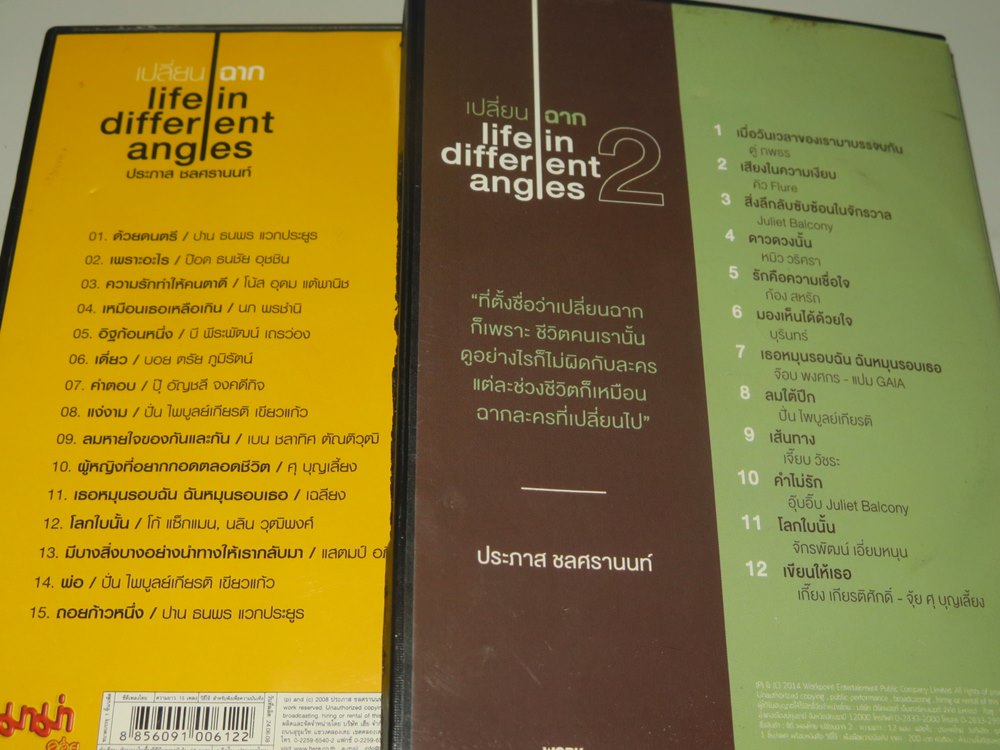 เปลี่ยน ฉาก
life in
different
angles
ประภาส ชลศรานนท์
01. ด้วยดนตรี / ปาน ธนพร แวกประยูร
02. เพราะอะไร / ป๊อด ธนชัย อุชชิน
03. ความรักทำให้คนตาดี / โน้ส อุดม แต้พานิช
04. เหมือนเธอเหลือเกิน / นภ พรชำนิ
05. อิฐก้อนหนึ่ง / บี พีระพัฒน์ เถรว่อง
06. เดี่ยว / บอย ตรัย ภูมิรัตน์
07. คำตอบ / ปุ๊ อัญชลี จงคดีกิจ
08. แง่งาม / ปั่น ไพบูลย์เกียรติ เขียวแก้ว
09. ลมหายใจของกันและกัน / เบน ชลาทิศ ตัณติวุฒิ
10. ผู้หญิงที่อยากกอดตลอดชีวิต / ศุ บุญเลี้ยง
11. เธอหมุนรอบฉัน ฉันหมุนรอบเธอ / เฉลียง
12. โลกใบนั้น / โก้ แซ็กแมน, นลิน วุฒิพงศ์
13. มีบางสิ่งบางอย่างนำทางให้เรากลับมา / แสตมป์
14. พ่อ / ปั่น ไพบูลย์เกียรติ เขียวแก้ว
15. ถอยก้าวหนึ่ง / ปาน ธนพร แวกประยูร
8 856091 006122
เปลี่ยน ฉาก
life in
different 2
angles
"ที่ตั้งชื่อว่าเปลี่ยนฉาก
ก็เพราะ ชีวิตคนเรานั้น
ดูอย่างไรก็ไม่ผิดกับละคร
แต่ละช่วงชีวิตก็เหมือน
ฉากละครที่เปลี่ยนไป"
ประภาส ชลศรานนท์
1 เมื่อวันเวลาของเรามาบรรจบกัน
ตู่ ภพธร
2 เสียงในความเงียบ
คิว Flure
3 สิ่งลึกลับซับซ้อนในจักรวาล
Juliet Balcony
4 ดาวดวงนั้น
หมิว วริศรา
5 รักคือความเชื่อใจ
ก้อง สหรัถ
6 มองเห็นได้ด้วยใจ
บุรินทร์
7 เธอหมุนรอบฉัน ฉันหมุนรอบเธอ
จ๊อบ พงศกร - แปม GAIA
8 ลมใต้ปีก
ปั่น ไพบูลย์เกียรติ
9 เส้นทาง
เจี๊ยบ วัชระ
10 คำไม่รัก
อุ๊บอิ๊บ Juliet Balcony
11 โลกใบนั้น
จักรพัฒน์ เอี่ยมหนุน
12 เขียนให้เธอ
เกี๊ยง เกียรติศักดิ์ - จุ้ย ศุ บุญเลี้ยง